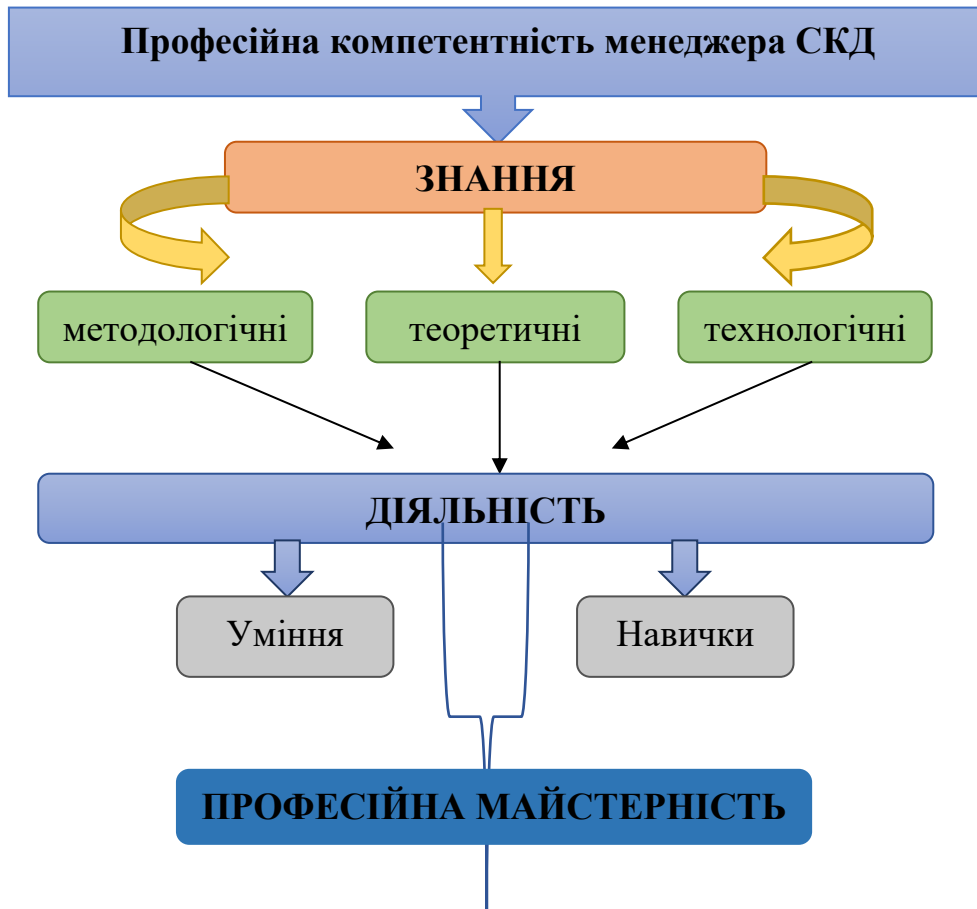 Професійна компетентність менеджера СКД
ЗНАННЯ
методологічні
теоретичні
технологічні
ДІЯЛЬНІСТЬ
Уміння
Навички
ПРОФЕСІЙНА МАЙСТЕРНІСТЬ